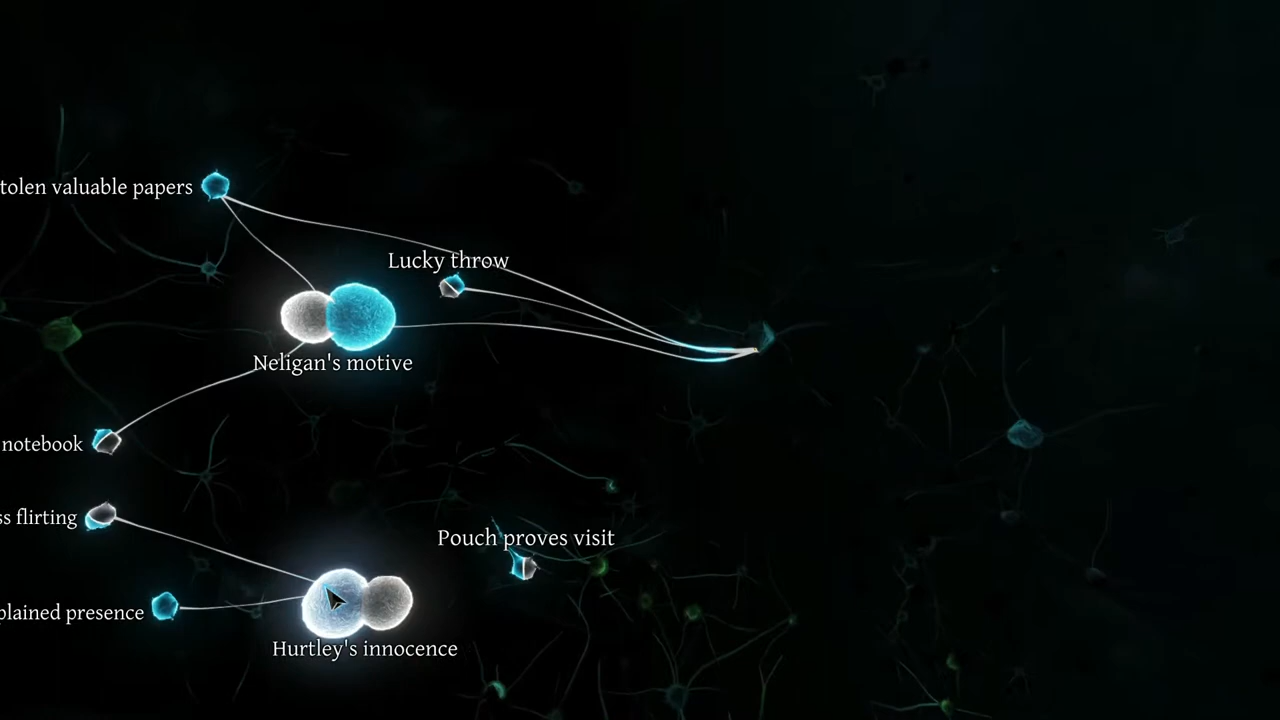 tolen valuable papers
Lucky throw
Neligan's motive
notebook
ss flirting
Pouch proves visit
plained presence
Hurtley's innocence